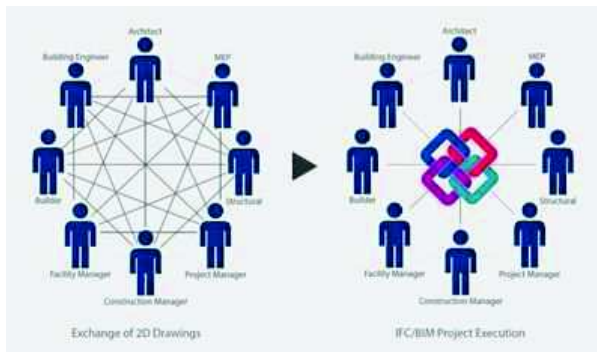 Architect
Building Engineer
MEP
Builder
Structural
Facility Manager
Project Manager
Construction Manager
Exchange of 2D Drawings
Architect
Building Engineer
MEP
Builder
Structural
Facility Manager
Project Manager
Construction Manager
IFC/BIM Project Execution